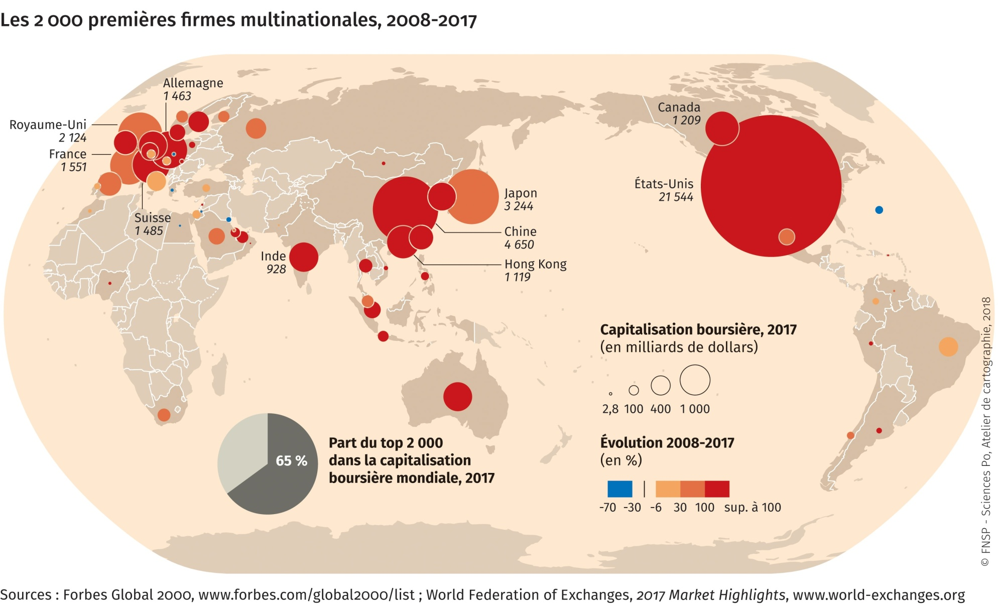 Les 2 000 premières firmes multinationales, 2008-2017
Allemagne
1 463
Royaume-Uni
2 124
France
1 551
Suisse
1 485
Inde
928
Japon
3 244
Chine
4 650
Hong Kong
1 119
Canada
1 209
États-Unis
21 544
Capitalisation boursière, 2017
(en milliards de dollars)
2,8 100 400 1 000
Évolution 2008-2017
(en %)
-70 -30 -6 30 100 sup. à 100
65 %
Part du top 2 000
dans la capitalisation
boursière mondiale, 2017
© FNSP - Sciences Po, Atelier de cartographie, 2018
Sources : Forbes Global 2000, www.forbes.com/global2000/list ; World Federation of Exchanges, 2017 Market Highlights, www.world-exchanges.org